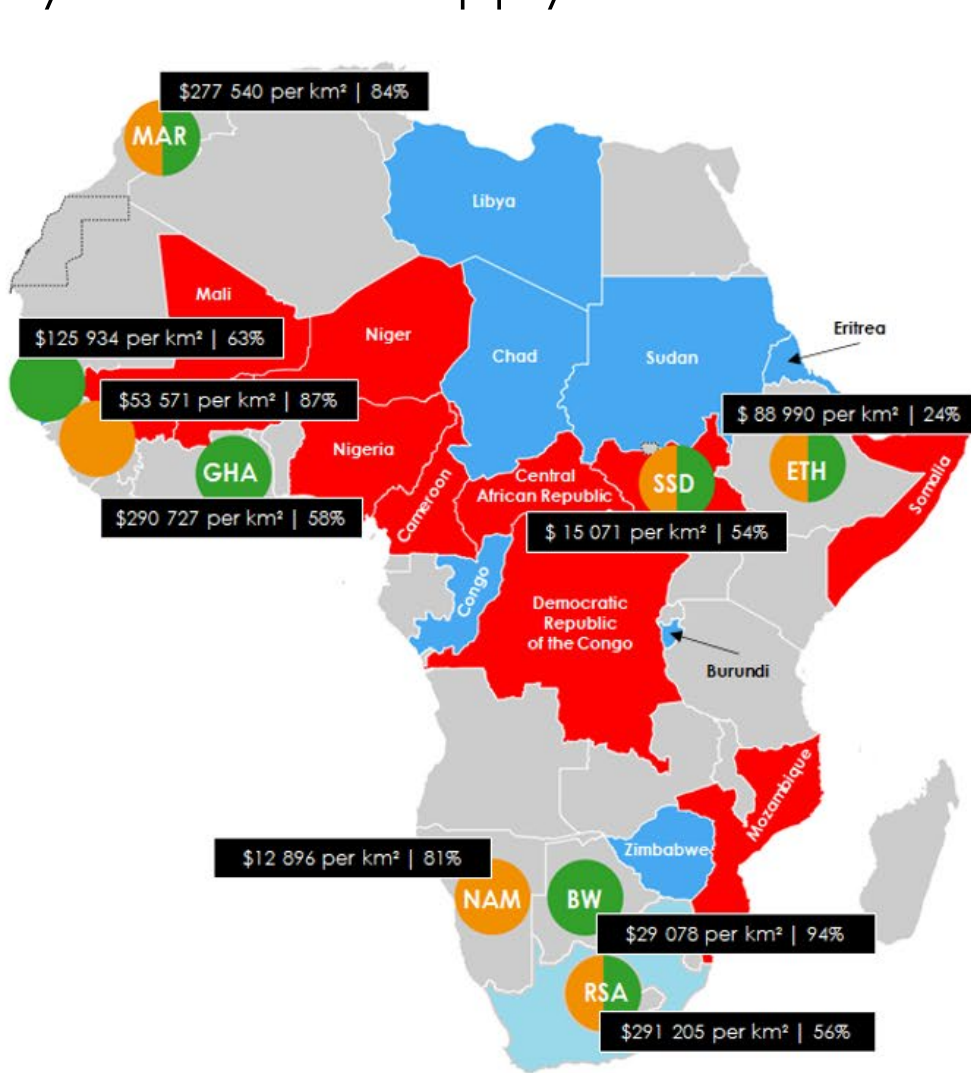 $277 540 per km² | 84%
MAR
Libya
Mali
$125 934 per km² | 63%
Niger
Chad
Sudan
Eritrea
$53 571 per km² | 87%
$ 88 990 per km² | 24%
Nigeria
GHA
Cameroon
Central
African Republic
SSD
ETH
Somalia
$290 727 per km² | 58%
$ 15 071 per km² | 54%
Congo
Democratic
Republic
of the Congo
Burundi
Mozambique
Zimbabwe
$12 896 per km² | 81%
NAM
BW
$29 078 per km² | 94%
RSA
$291 205 per km² | 56%